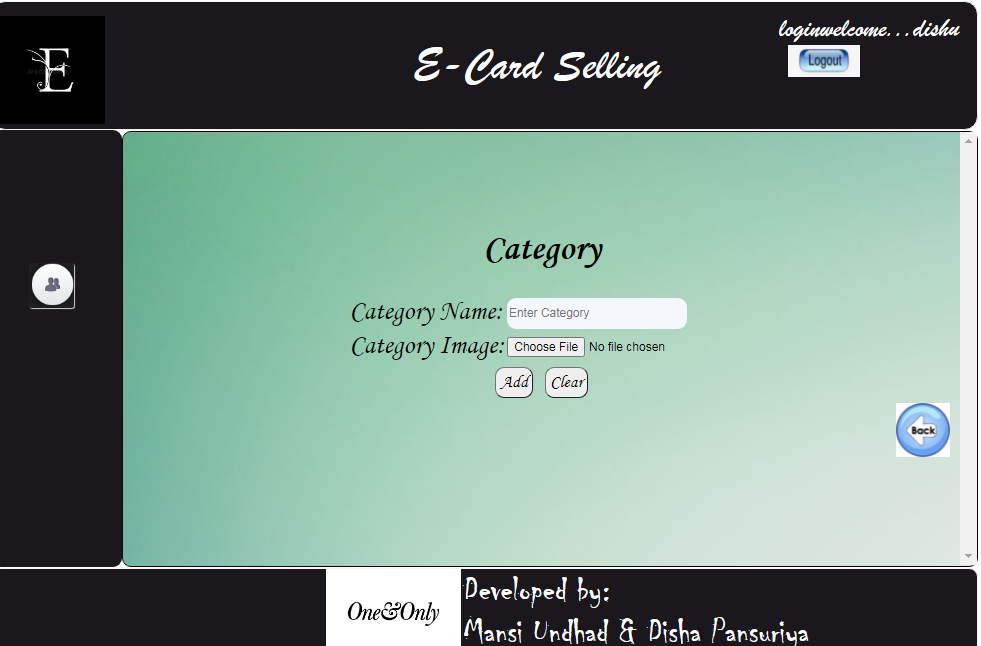 E
E-Card Selling
loginwelcome...dishu
Logout
Category
Category Name: Enter Category
Category Image: Choose File No file chosen
Add Clear
Back
One&Only
Developed by:
Mansi Undhad & Disha Pansuriya